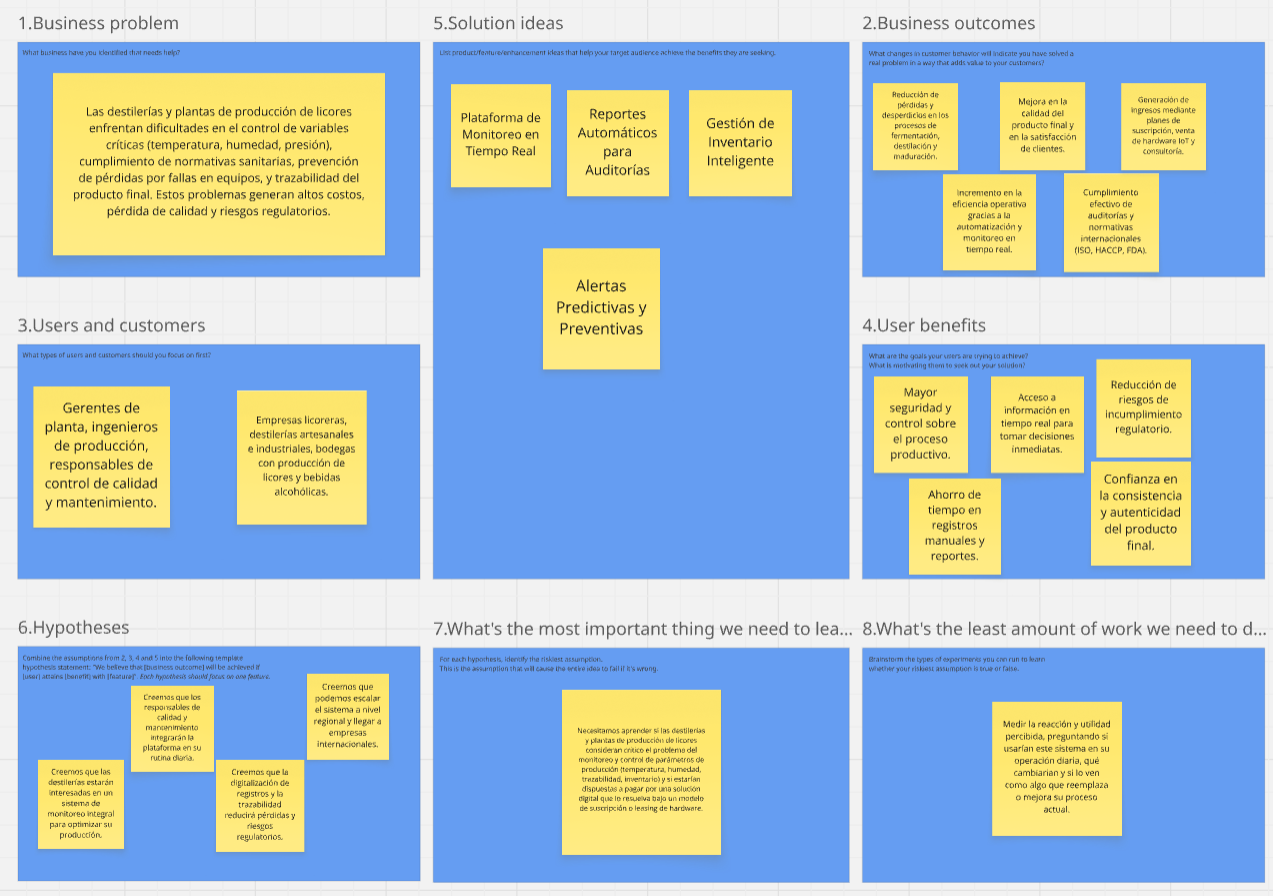 1.Business problem
What business have you identified that needs help?
Las destilerías y plantas de producción de licores
enfrentan dificultades en el control de variables
críticas (temperatura, humedad, presión),
cumplimiento de normativas sanitarias, prevención
de pérdidas por fallas en equipos, y trazabilidad del
producto final. Estos problemas generan altos costos,
pérdida de calidad y riesgos regulatorios.
5.Solution ideas
List product/feature/enhancement ideas that help your target audience achieve the benefits they are seeking.
Plataforma de
Monitoreo en
Tiempo Real
Reportes
Automáticos
para
Auditorías
Gestión de
Inventario
Inteligente
Alertas
Predictivas y
Preventivas
2.Business outcomes
What changes in customer behavior will indicate you have solved a
real problem in a way that adds value to your customers?
Reducción de
pérdidas y
desperdicios en los
procesos de
fermentación,
destilación y
maduración.
Mejora en la
calidad del
producto final y
en la satisfacción
de clientes.
Generación de
ingresos mediante
planes de
suscripción, venta
de hardware IoT y
consultoría.
Incremento en la
eficiencia operativa
gracias a la
automatización y
monitoreo en
tiempo real.
Cumplimiento
efectivo de
auditorías y
normativas
internacionales
(ISO, HACCP, FDA).
3.Users and customers
What types of users and customers should you focus on first?
Gerentes de
planta, ingenieros
de producción,
responsables de
control de calidad
y mantenimiento.
Empresas licoreras,
destilerías artesanales
e industriales, bodegas
con producción de
licores y bebidas
alcohólicas.
4.User benefits
What are the goals your users are trying to achieve?
What is motivating them to seek out your solution?
Mayor
seguridad y
control sobre
el proceso
productivo.
Acceso a
información en
tiempo real para
tomar decisiones
inmediatas.
Reducción de
riesgos de
incumplimiento
regulatorio.
Ahorro de
tiempo en
registros
manuales y
reportes.
Confianza en
la consistencia
y autenticidad
del producto
final.
6.Hypotheses
Combine the assumptions from 2, 3, 4 and 5 into the following template
hypothesis statement: "We believe that [business outcome] will be achieved if
[user] attains [benefit] with [feature]". Each hypothesis should focus on one feature.
Creemos que las
destilerías estarán
interesadas en un
sistema de
monitoreo integral
para optimizar su
producción.
Creemos que los
responsables de
calidad y
mantenimiento
integrarán la
plataforma en su
rutina diaria.
Creemos que la
digitalización de
registros y la
trazabilidad
reducirá pérdidas y
riesgos
regulatorios.
Creemos que
podemos escalar
el sistema a nivel
regional y llegar a
empresas
internacionales.
7.What's the most important thing we need to lea...
For each hypothesis, identify the riskiest assumption.
This is the assumption that will cause the entire idea to fail if it's wrong.
Necesitamos aprender si las destilerías
y plantas de producción de licores
consideran crítico el problema del
monitoreo y control de parámetros de
producción (temperatura, humedad,
trazabilidad, inventario) y si estarían
dispuestas a pagar por una solución
digital que lo resuelva bajo un modelo
de suscripción o leasing de hardware.
8.What's the least amount of work we need to d...
Brainstorm the types of experiments you can run to learn
whether your riskiest assumption is true or false.
Medir la reacción y utilidad
percibida, preguntando si
usarían este sistema en su
operación diaria, qué
cambiarían y si lo ven
como algo que reemplaza
o mejora su proceso
actual.